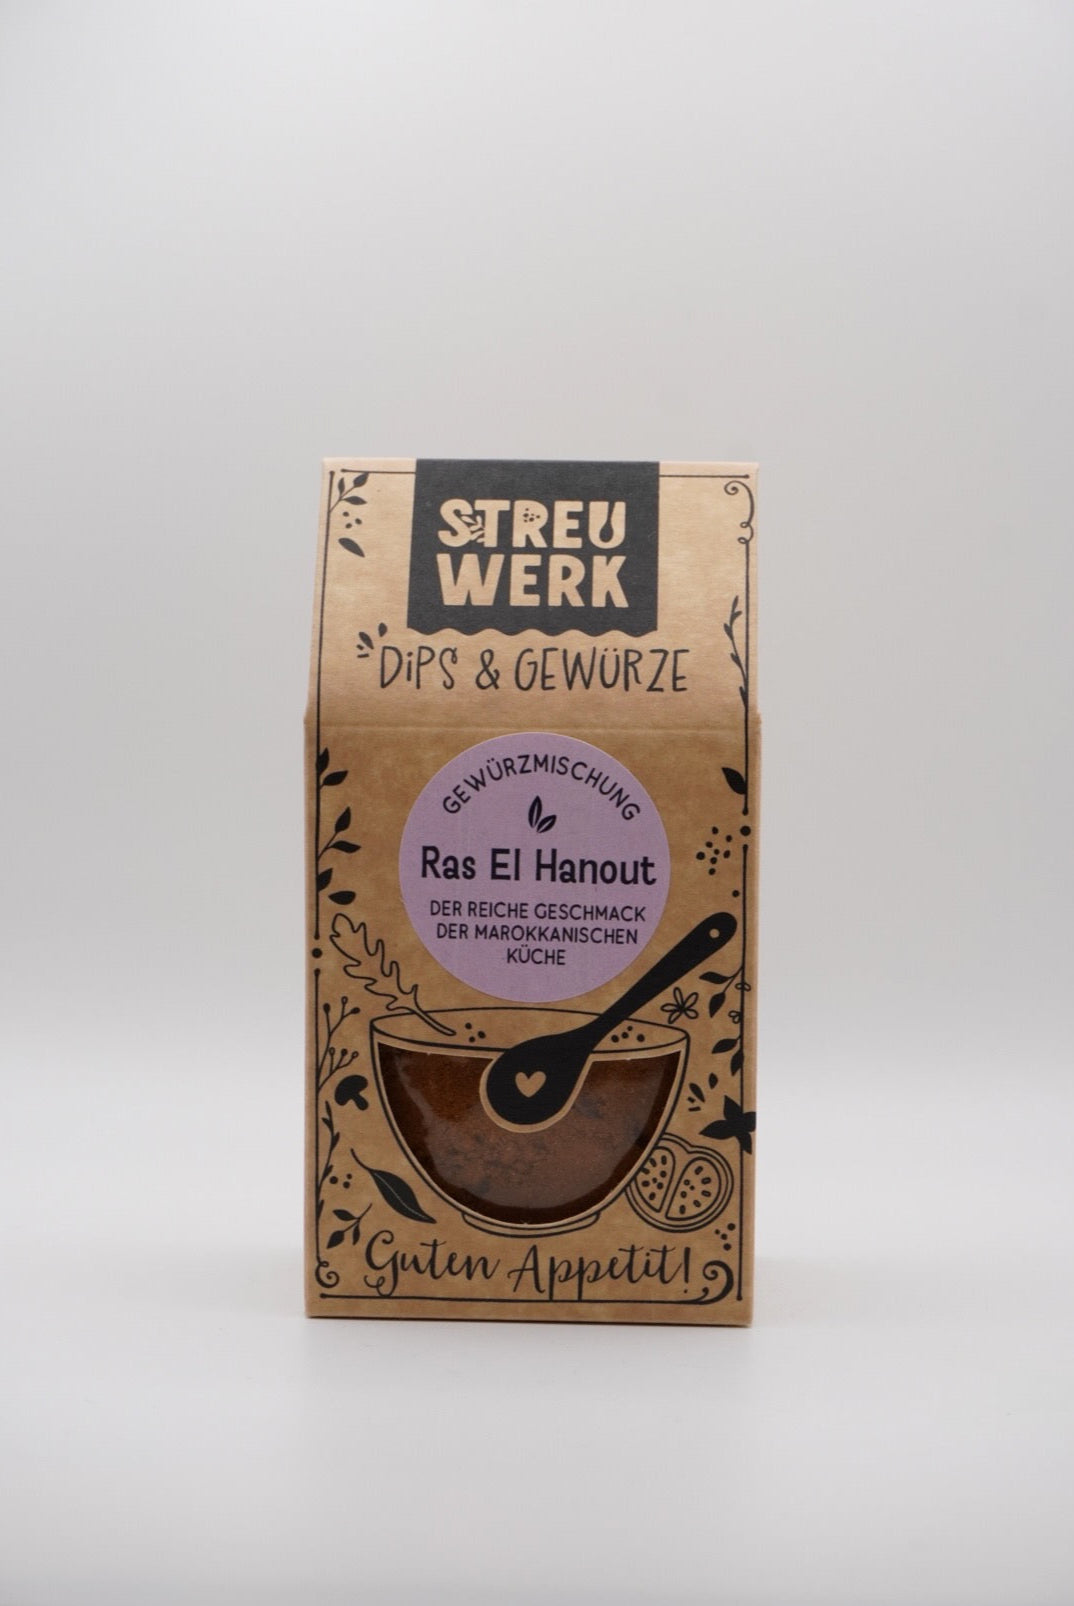 STREU
WERK
DiPS & GEWÜRZE
GEWÜRZMISCHUNG
Ras El Hanout
DER REICHE GESCHMACK
DER MAROKKANISCHEN
KÜCHE
Guten Appetit!